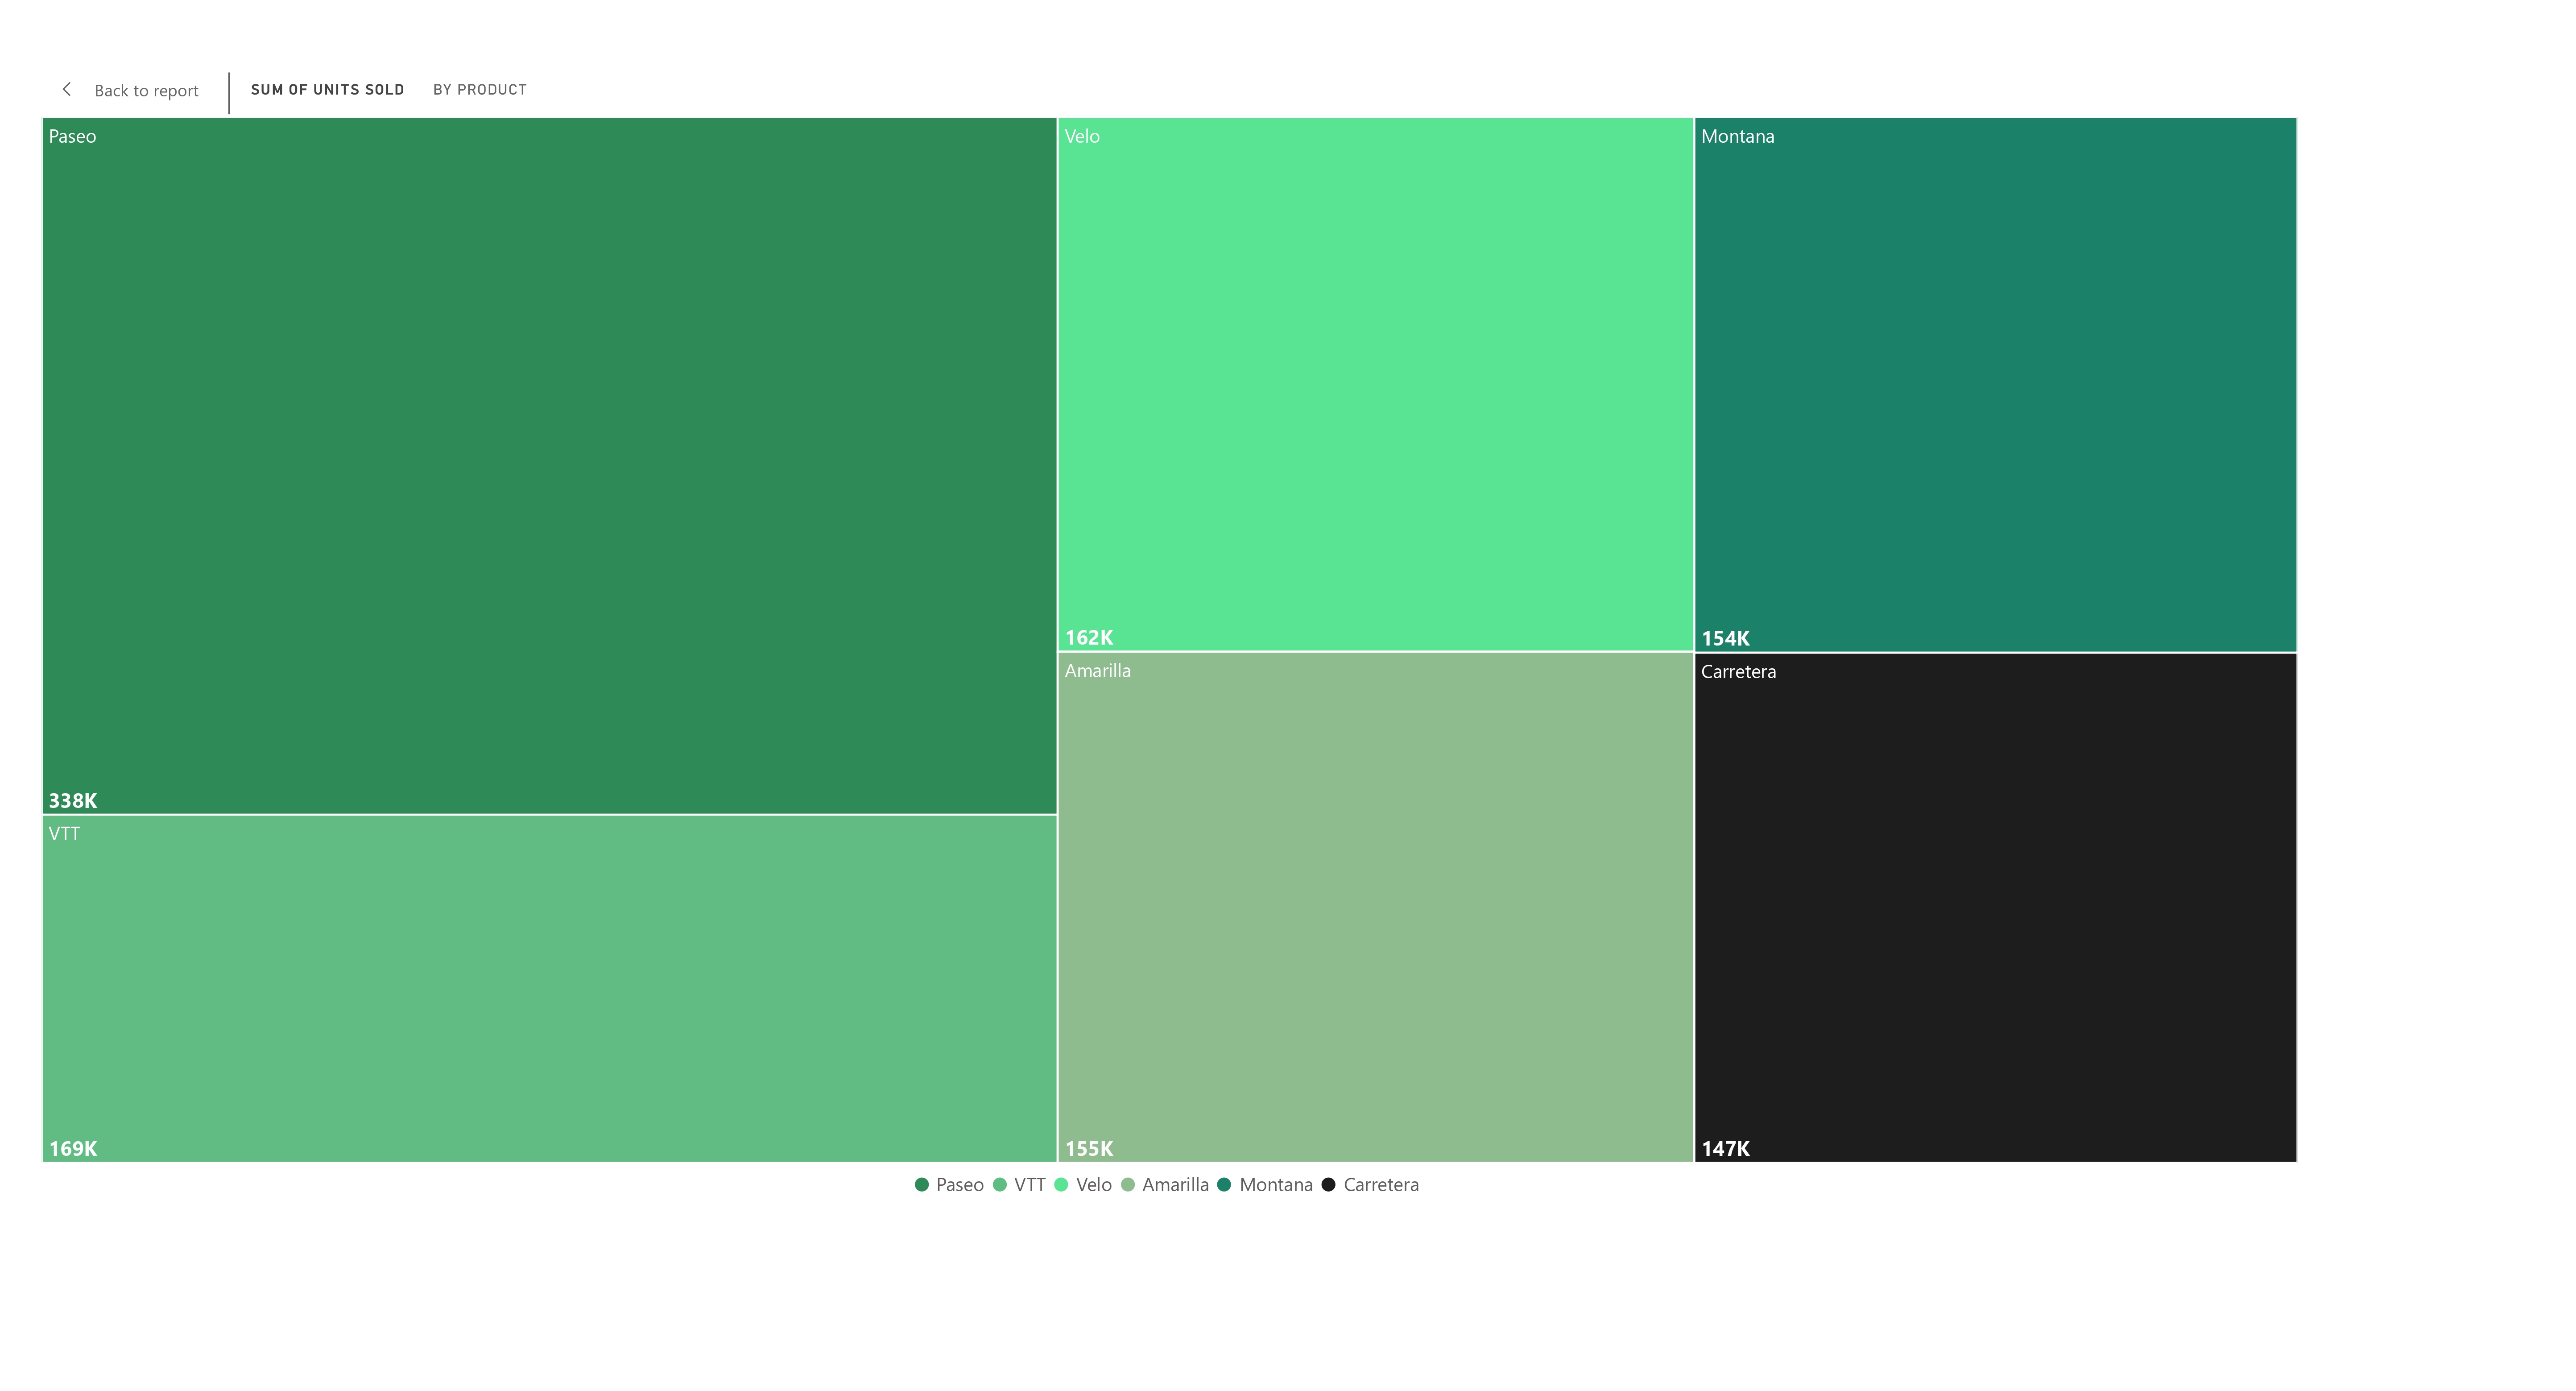 Back to report
SUM OF UNITS SOLD BY PRODUCT
Paseo
338K
VTT
169K
Velo
162K
Amarilla
155K
Montana
154K
Carretera
147K
Paseo VTT Velo Amarilla Montana Carretera